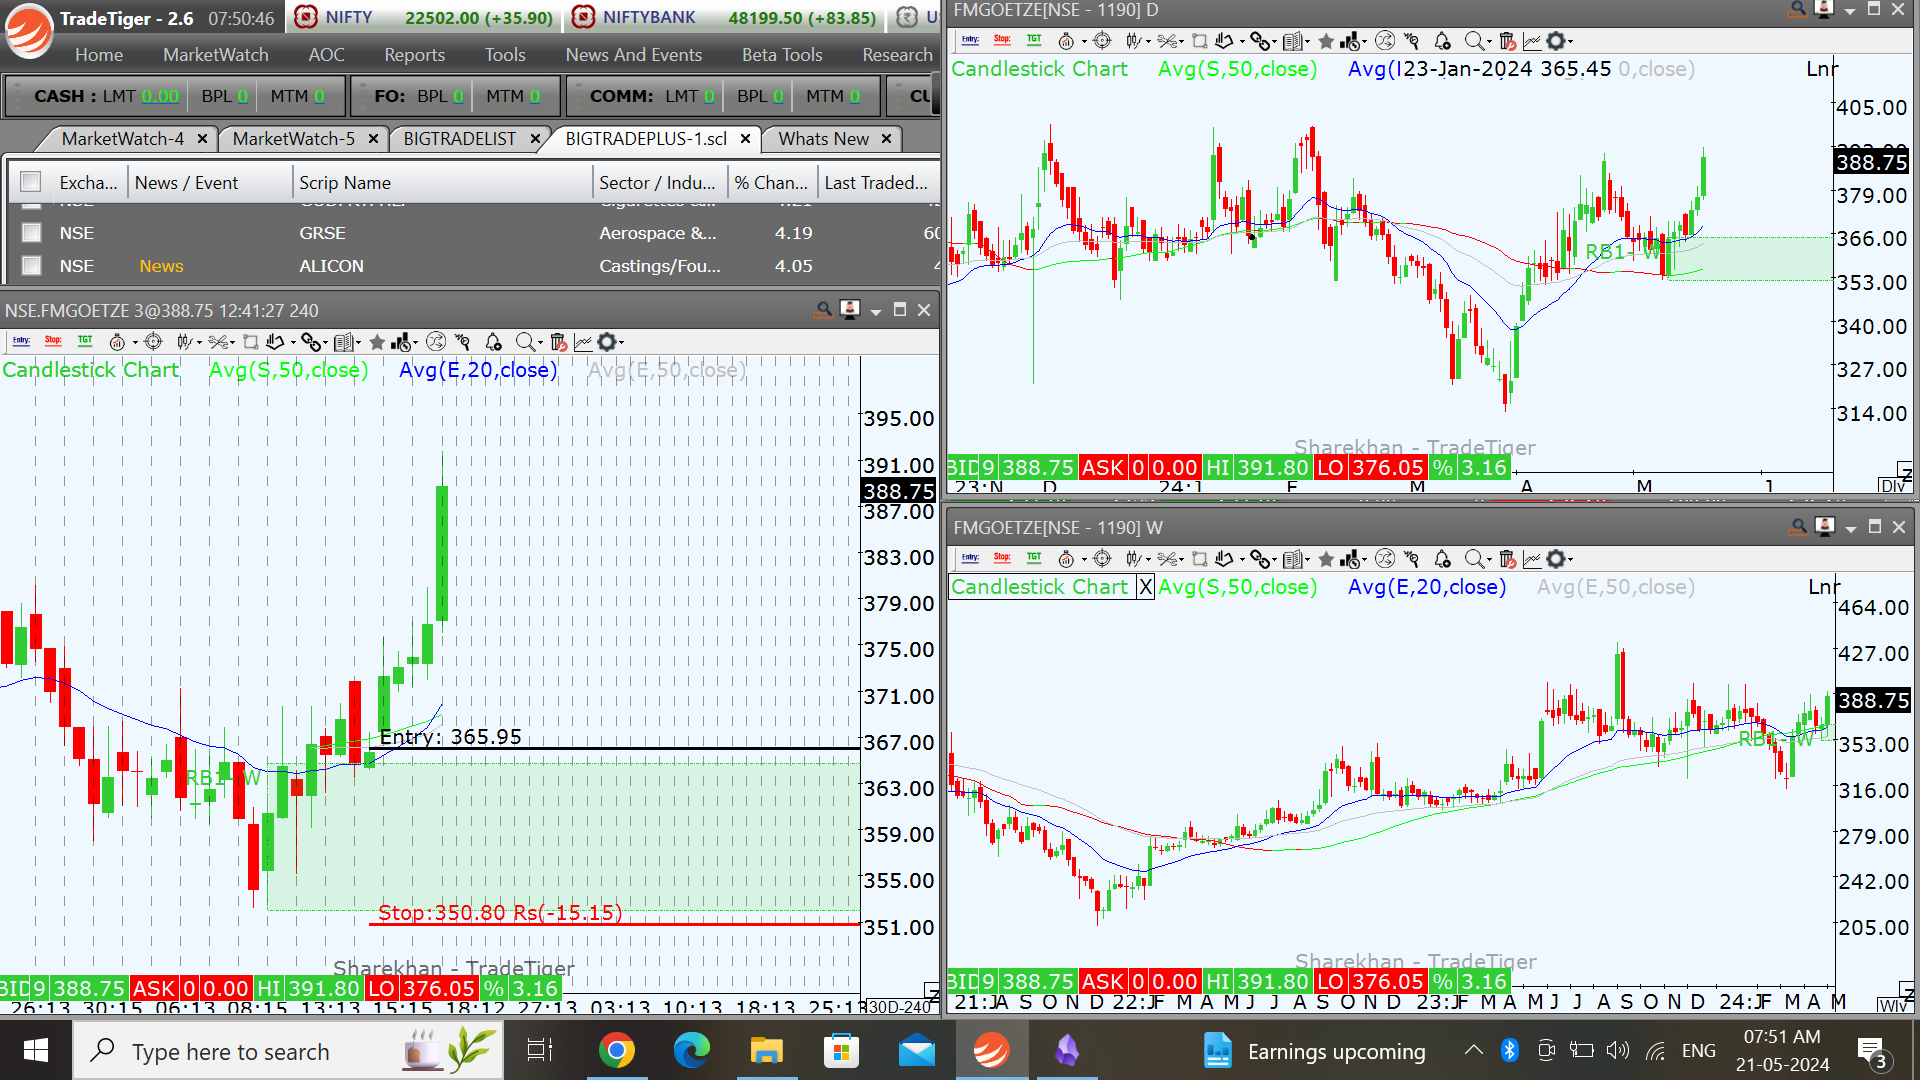 TradeTiger - 2.6 07:50:46 NIFTY 22502.00 (+35.90) NIFTYBANK 48199.50 (+83.85)
Home MarketWatch AOC Reports Tools News And Events Beta Tools Research
CASH : LMT 0.00 BPL 0 MTM 0 FO: BPL 0 MTM 0 COMM: LMT 0 BPL 0 MTM 0
MarketWatch-4 MarketWatch-5 BIGTRADELIST BIGTRADEPLUS-1.scl Whats New
Excha... News / Event Scrip Name Sector / Indu... % Chan... Last Traded...
NSE GRSE Aerospace &... 4.19
NSE News ALICON Castings/Fou... 4.05
NSE.FMGOETZE 3@388.75 12:41:27 240
Entry: Stop: TGT
Candlestick Chart Avg(S,50,close) Avg(E,20,close) Avg(E,50,close)
395.00
391.00
388.75
387.00
383.00
379.00
375.00
371.00
367.00
363.00
359.00
355.00
351.00
Entry: 365.95
RB1- W
Stop:350.80 Rs(-15.15)
Sharekhan - TradeTiger
BID 9 388.75 ASK 0 0.00 HI 391.80 LO 376.05 % 3.16
26:13 30:15 06:13 08:15 13:13 15:15 18:12 27:13 03:13 10:13 18:13 25:13 30D-240
FMGOETZE[NSE - 1190] D
Entry: Stop: TGT
Candlestick Chart Avg(S,50,close) 23-Jan-2024 365.45 0,close) Lnr
405.00
388.75
379.00
366.00
353.00
340.00
327.00
314.00
RB1- W
Sharekhan - TradeTiger
BID 9 388.75 ASK 0 0.00 HI 391.80 LO 376.05 % 3.16
23:N D 24:J F M A M J
FMGOETZE[NSE - 1190] W
Entry: Stop: TGT
Candlestick Chart X Avg(S,50,close) Avg(E,20,close) Avg(E,50,close) Lnr
464.00
427.00
388.75
353.00
316.00
279.00
242.00
205.00
RB1- W
Sharekhan - TradeTiger
BID 9 388.75 ASK 0 0.00 HI 391.80 LO 376.05 % 3.16
21:J A S O N D 22:J F M A M J J A S O N D 23:J F M A M J J A S O N D 24:J F M A M
Type here to search
Earnings upcoming
ENG
07:51 AM
21-05-2024
3